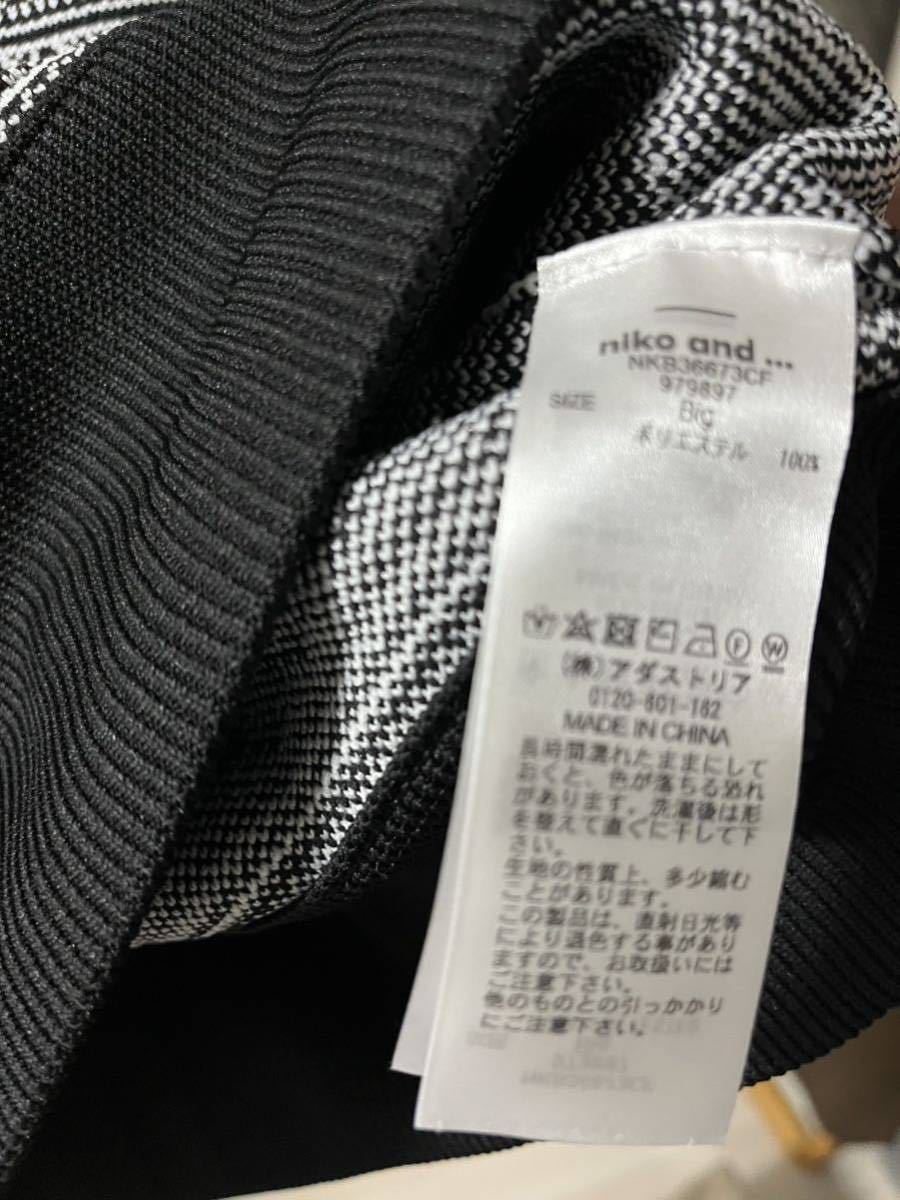 niko and ...
NKB36673CF
979897
SIZE Big
ポリエステル 100%
F W
(株)アダストリア
0120-601-162
MADE IN CHINA
長時間濡れたままにして
おくと、色が落ちる恐れ
があります。洗濯後は形
を整えて直ぐに干して下
さい。
生地の性質上、多少縮む
ことがあります。
この製品は、直射日光等
により退色する事があり
ますので、お取扱いには
ご注意下さい。
他のものとの引っかかり
にご注意下さい。